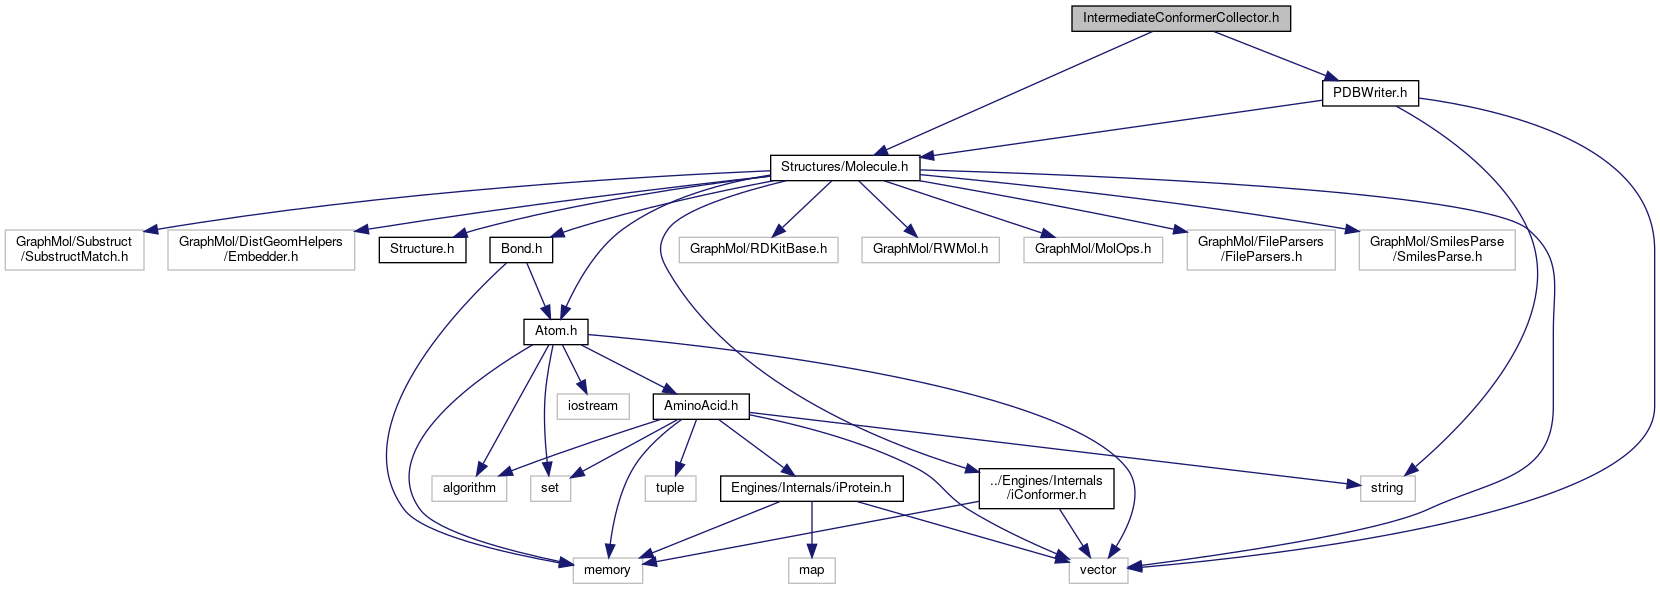 IntermediateConformerCollector.h
PDBWriter.h
Structures/Molecule.h
GraphMol/Substruct
/SubstructMatch.h
GraphMol/DistGeomHelpers
/Embedder.h
Structure.h
Bond.h
GraphMol/RDKitBase.h
GraphMol/RWMol.h
GraphMol/MolOps.h
GraphMol/FileParsers
/FileParsers.h
GraphMol/SmilesParse
/SmilesParse.h
Atom.h
iostream
AminoAcid.h
algorithm
set
tuple
Engines/Internals/iProtein.h
../Engines/Internals
/iConformer.h
string
memory
map
vector